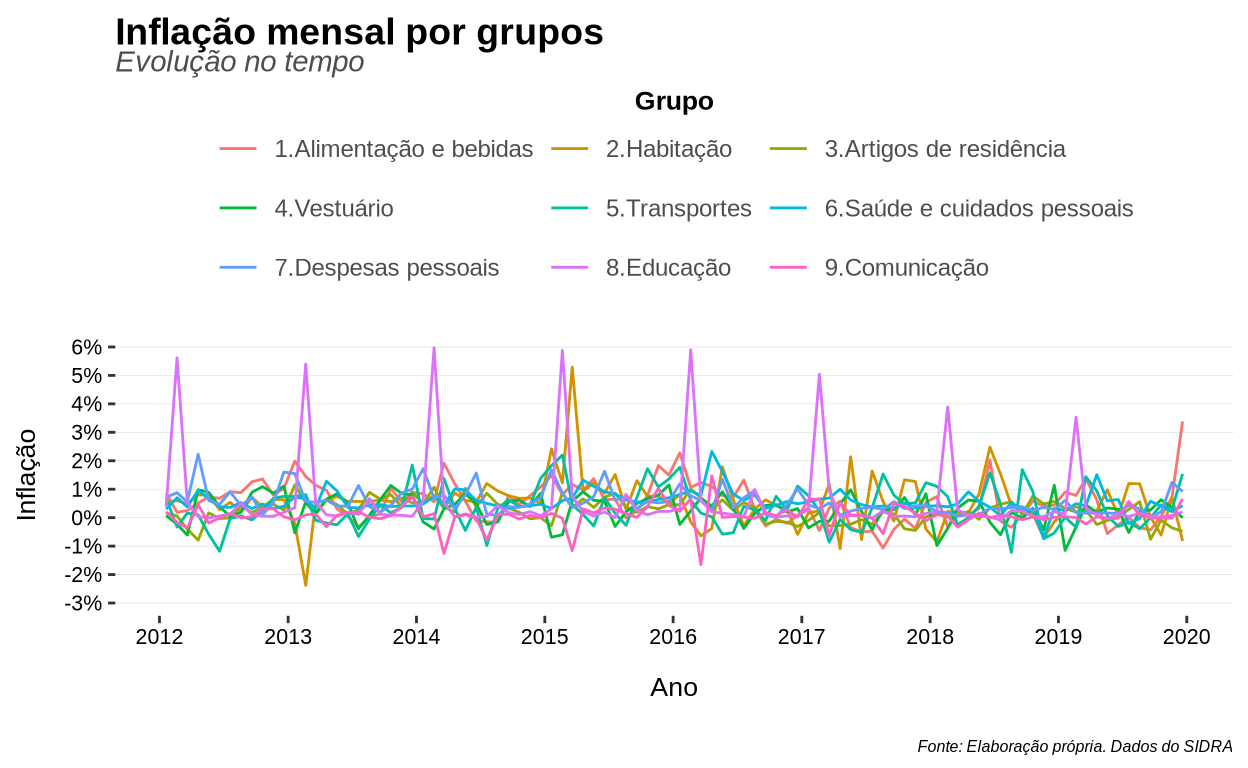 Inflação mensal por grupos
Evolução no tempo
Grupo
1.Alimentação e bebidas 2.Habitação 3.Artigos de residência
4.Vestuário 5.Transportes 6.Saúde e cuidados pessoais
7.Despesas pessoais 8.Educação 9.Comunicação
6%
5%
4%
3%
2%
1%
0%
-1%
-2%
-3%
Inflação
2012 2013 2014 2015 2016 2017 2018 2019 2020
Ano
Fonte: Elaboração própria. Dados do SIDRA